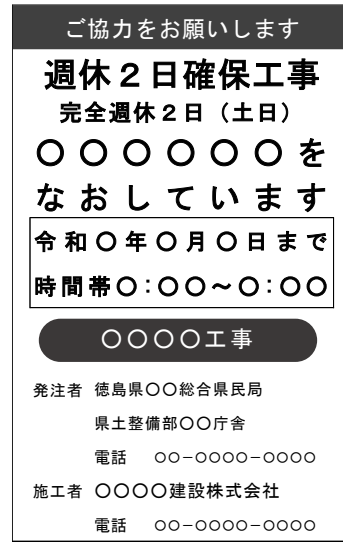 ご協力をお願いします
週休２日確保工事
完全週休２日（土日）
〇〇〇〇〇〇を
なおしています
令和〇年〇月〇日まで
時間帯〇:〇〇～〇:〇〇
〇〇〇〇工事
発注者 徳島県〇〇総合県民局
県土整備部〇〇庁舎
電話 〇〇−〇〇〇〇−〇〇〇〇
施工者 〇〇〇〇建設株式会社
電話 〇〇−〇〇〇〇−〇〇〇〇